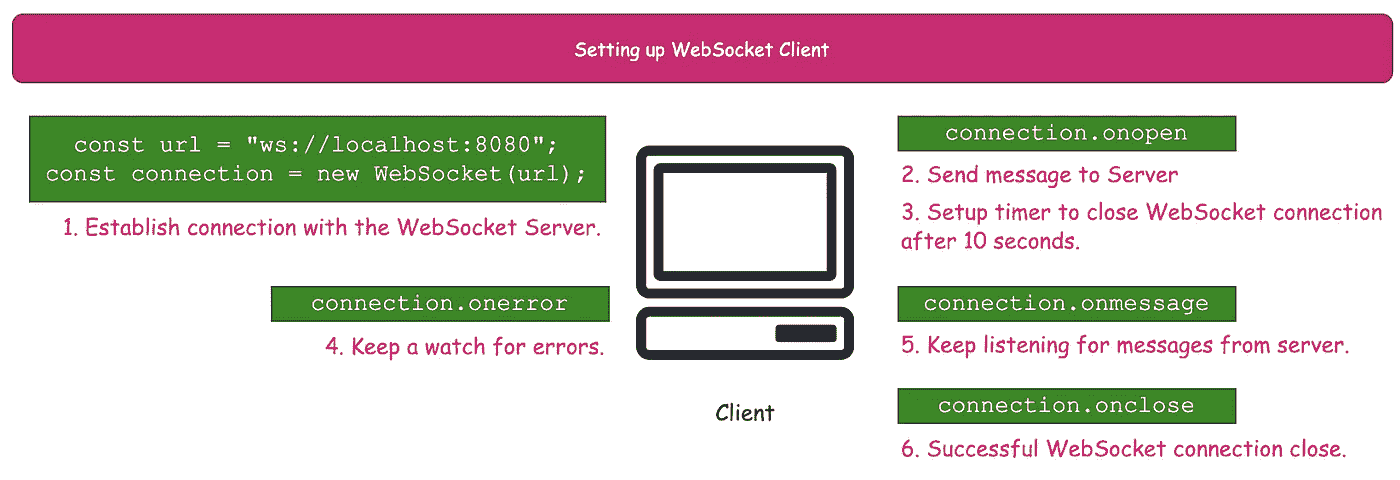 Setting up WebSocket Client
const url = "ws://localhost:8080";
const connection = new WebSocket(url);
1. Establish connection with the WebSocket Server.
connection.onopen
2. Send message to Server
3. Setup timer to close WebSocket connection
after 10 seconds.
connection.onerror
4. Keep a watch for errors.
connection.onmessage
5. Keep listening for messages from server.
connection.onclose
6. Successful WebSocket connection close.
Client